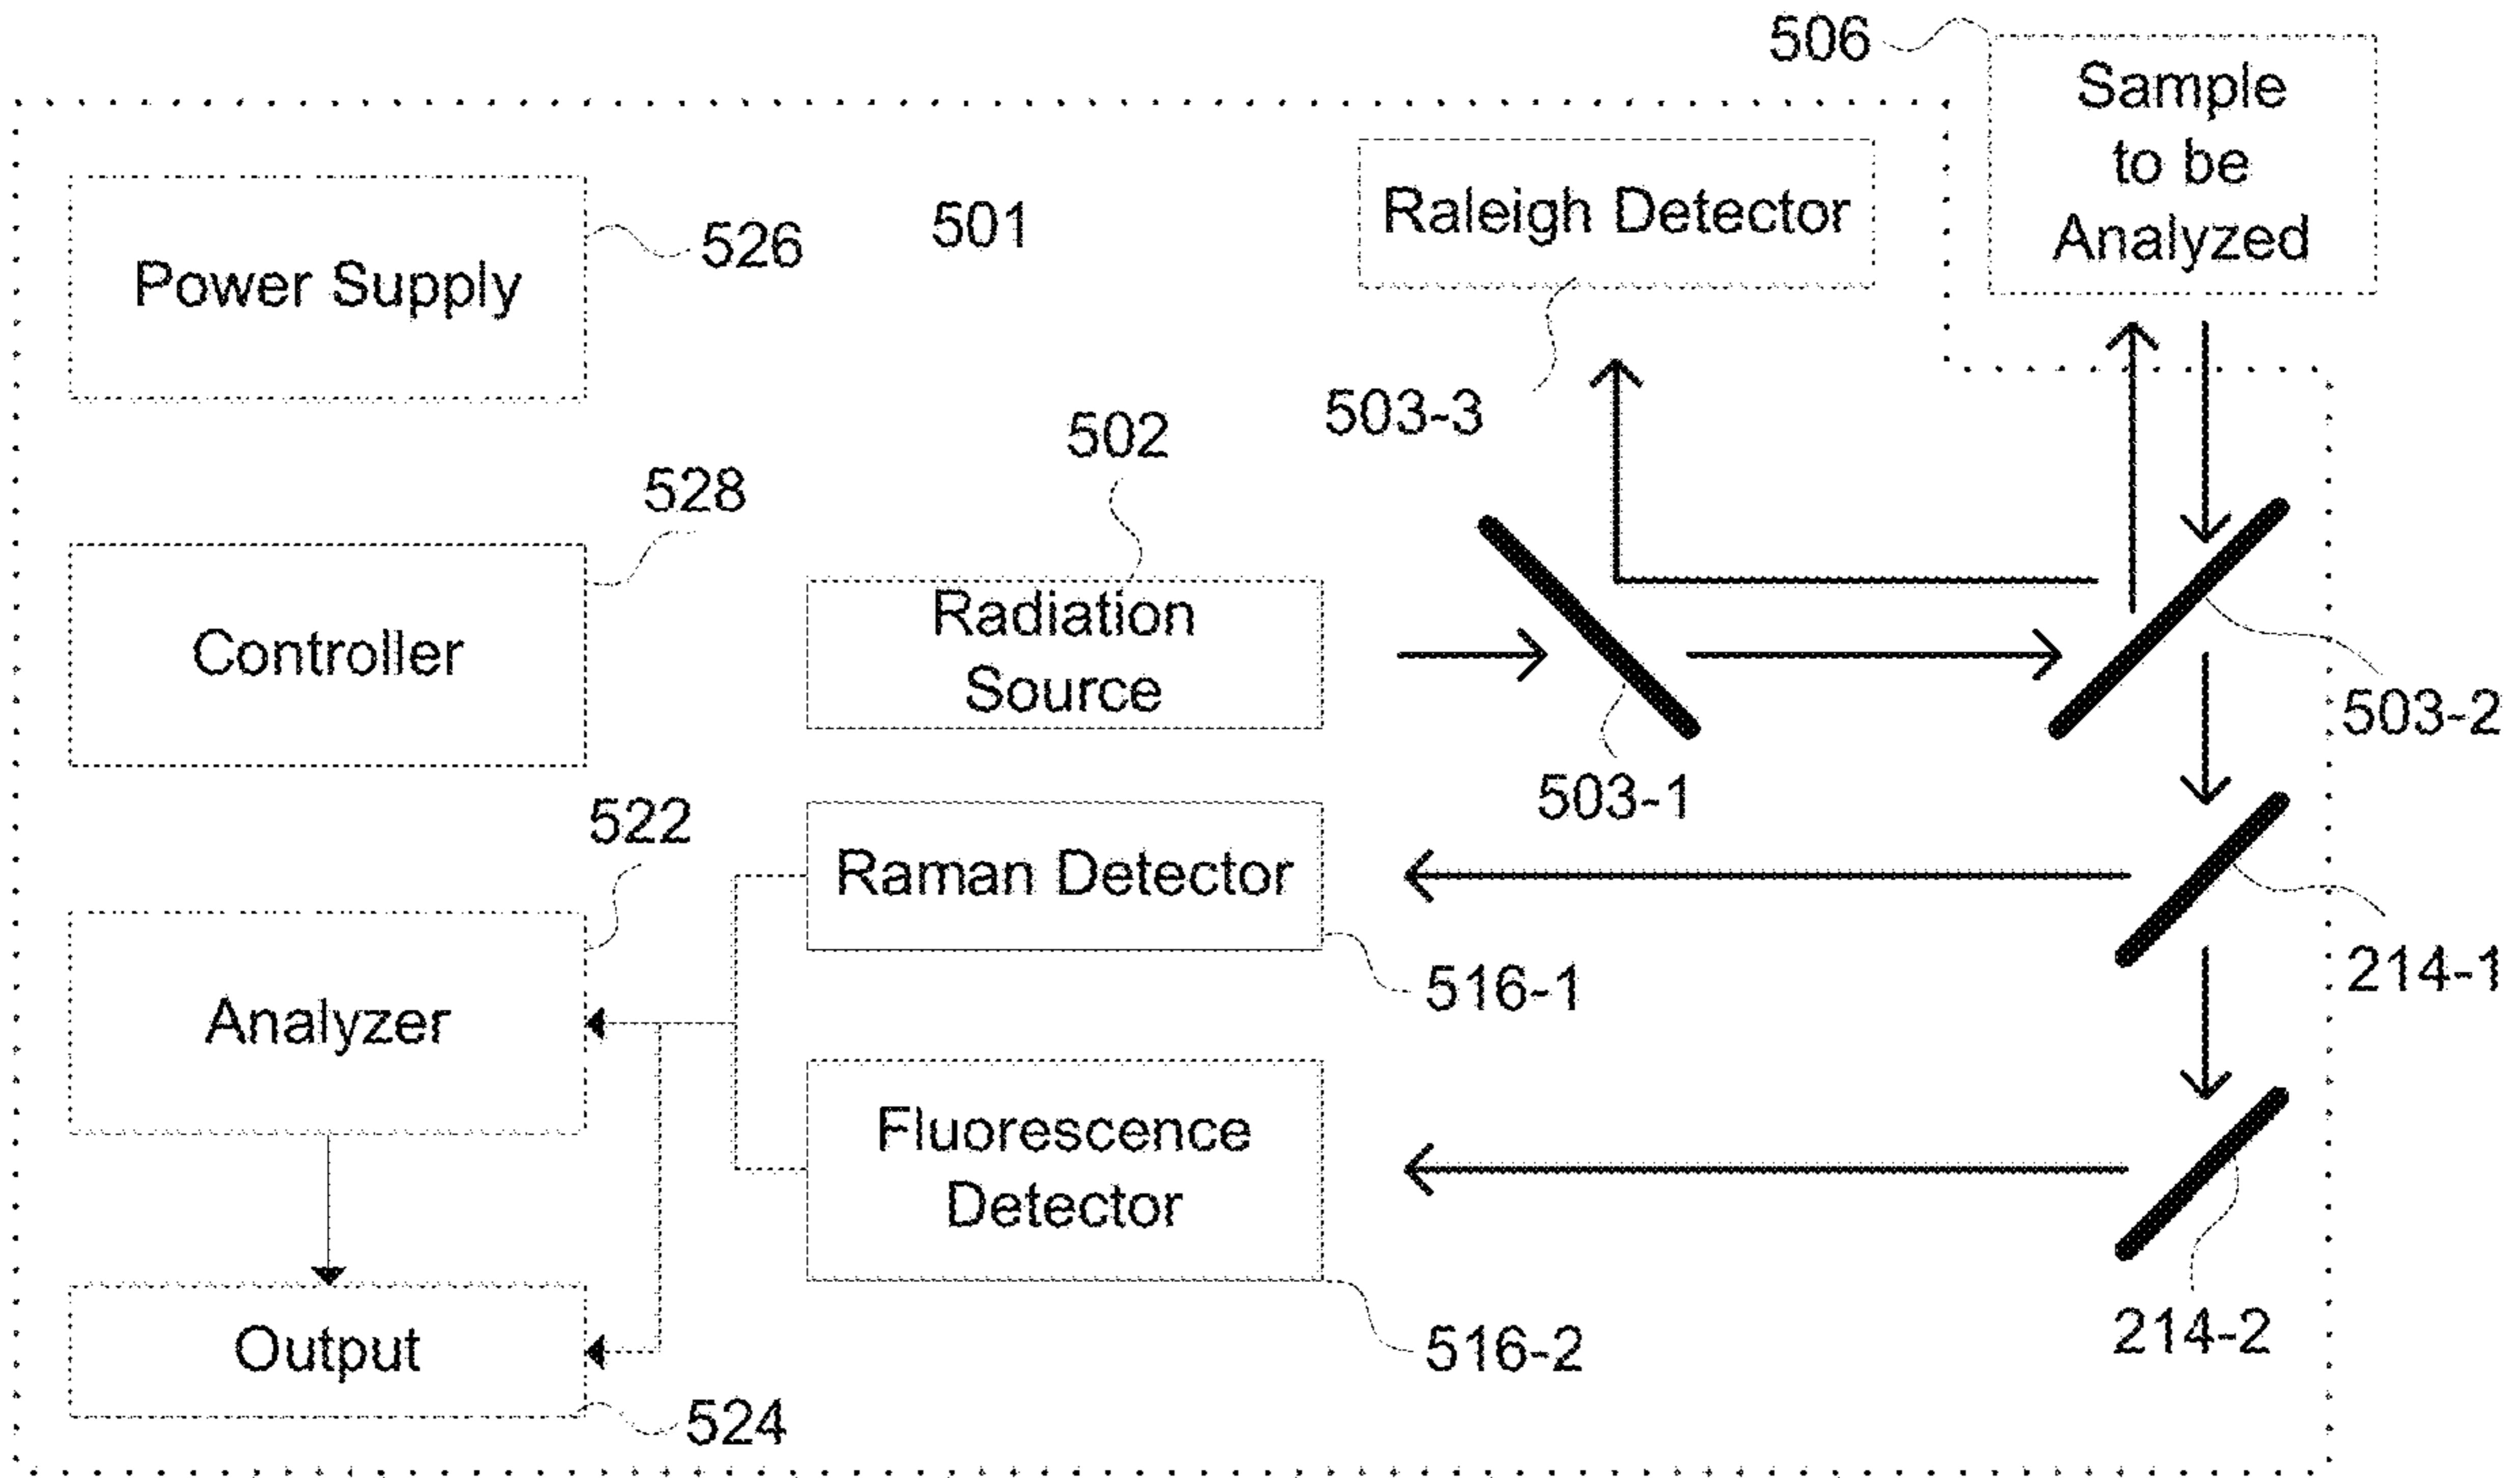 506
Sample
to be
Analyzed
Raleigh Detector
501
526
Power Supply
503-3
502
528
Radiation
Source
Controller
503-2
503-1
522
Raman Detector
214-1
516-1
Analyzer
Fluorescence
Detector
214-2
516-2
Output
524